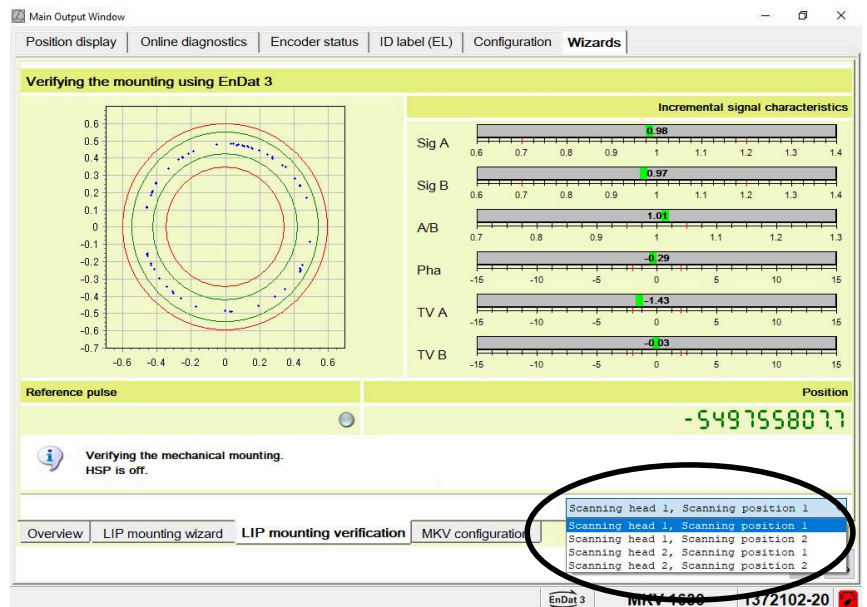 Main Output Window
Position display Online diagnostics Encoder status ID label (EL) Configuration Wizards
Verifying the mounting using EnDat 3
Incremental signal characteristics
0.6
0.5
0.4
0.3
0.2
0.1
0
-0.1
-0.2
-0.3
-0.4
-0.5
-0.6
-0.7
-0.6 -0.4 -0.2 0 0.2 0.4 0.6
Sig A 0.98
0.6 0.7 0.8 0.9 1 1.1 1.2 1.3 1.4
Sig B 0.97
0.6 0.7 0.8 0.9 1 1.1 1.2 1.3 1.4
A/B 1.01
0.7 0.8 0.9 1 1.1 1.2 1.3
Pha -0.29
-15 -10 -5 0 5 10 15
TV A -1.43
-15 -10 -5 0 5 10 15
TV B -0.03
-15 -10 -5 0 5 10 15
Reference pulse Position
-549755807.7
Verifying the mechanical mounting.
HSP is off.
Scanning head 1, Scanning position 1
Scanning head 1, Scanning position 1
Scanning head 1, Scanning position 2
Scanning head 2, Scanning position 1
Scanning head 2, Scanning position 2
Overview LIP mounting wizard LIP mounting verification MKV configuration
EnDat 3 MKV 1630 1372102-20